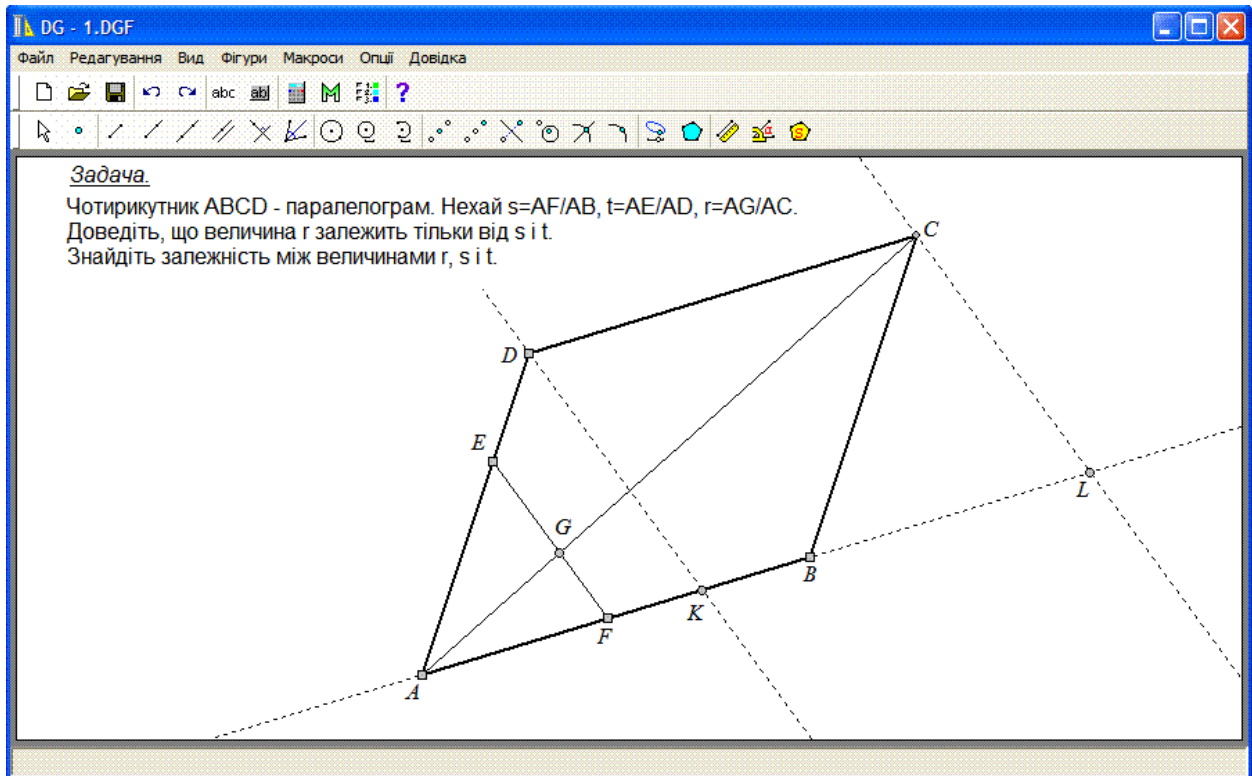 DG - 1.DGF
Файл Редагування Вид Фігури Макроси Опції Довідка
abc ab M ?
Задача.
Чотирикутник ABCD - паралелограм. Нехай s=AF/AB, t=AE/AD, r=AG/AC.
Доведіть, що величина r залежить тільки від s і t.
Знайдіть залежність між величинами r, s і t.
C
D
E
L
G
B
K
F
A